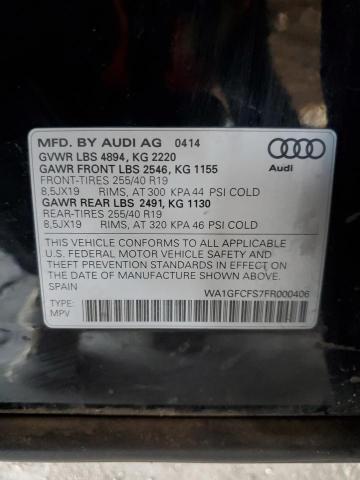 MFD. BY AUDI AG 0414
GVWR LBS 4894, KG 2220
GAWR FRONT LBS 2546, KG 1155
FRONT-TIRES 255/40 R19
8,5JX19 RIMS, AT 300 KPA 44 PSI COLD
GAWR REAR LBS 2491, KG 1130
REAR-TIRES 255/40 R19
8,5JX19 RIMS, AT 320 KPA 46 PSI COLD
Audi
THIS VEHICLE CONFORMS TO ALL APPLICABLE
U.S. FEDERAL MOTOR VEHICLE SAFETY AND
THEFT PREVENTION STANDARDS IN EFFECT ON
THE DATE OF MANUFACTURE SHOWN ABOVE.
SPAIN WA1GFCFS7FR000406
TYPE:
MPV